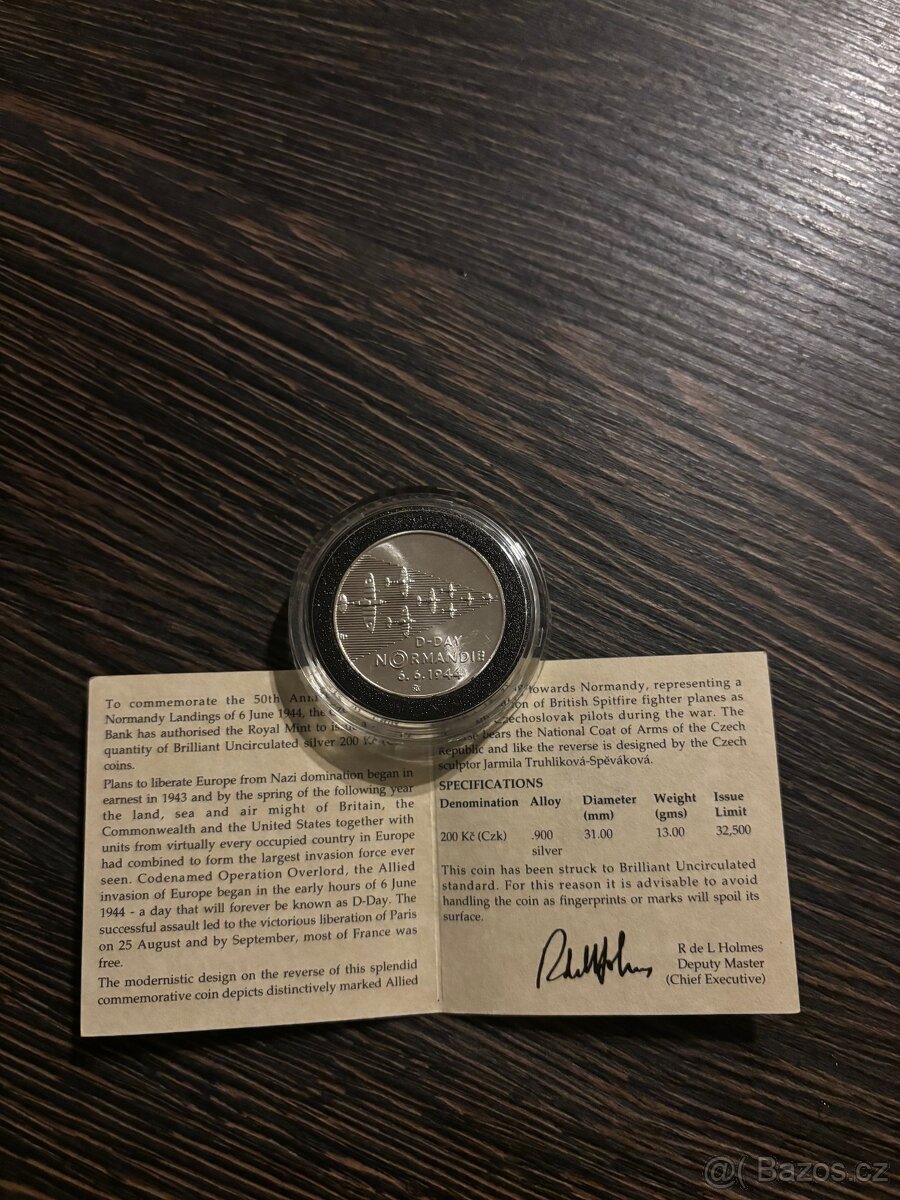 D-DAY
NORMANDIE
6.6.1944
To commemorate the 50th
Normandy Landings of 6 June 1944, the
Bank has authorised the Royal Mint to
quantity of Brilliant Uncirculated silver 200 Kč
coins.
Plans to liberate Europe from Nazi domination began in
earnest in 1943 and by the spring of the following year
the land, sea and air might of Britain, the
Commonwealth and the United States together with
units from virtually every occupied country in Europe
had combined to form the largest invasion force ever
seen. Codenamed Operation Overlord, the Allied
invasion of Europe began in the early hours of 6 June
1944 - a day that will forever be known as D-Day. The
successful assault led to the victorious liberation of Paris
on 25 August and by September, most of France was
free.
The modernistic design on the reverse of this splendid
commemorative coin depicts distinctively marked Allied
towards Normandy, representing a
of British Spitfire fighter planes as
Czechoslovak pilots during the war. The
bears the National Coat of Arms of the Czech
Republic and like the reverse is designed by the Czech
sculptor Jarmila Truhlíková-Spěváková.
SPECIFICATIONS
Denomination Alloy Diameter Weight Issue
(mm) (gms) Limit
200 Kč (Czk) .900 31.00 13.00 32,500
silver
This coin has been struck to Brilliant Uncirculated
standard. For this reason it is advisable to avoid
handling the coin as fingerprints or marks will spoil its
surface.
R de L Holmes
Deputy Master
(Chief Executive)
@( Bazos.cz